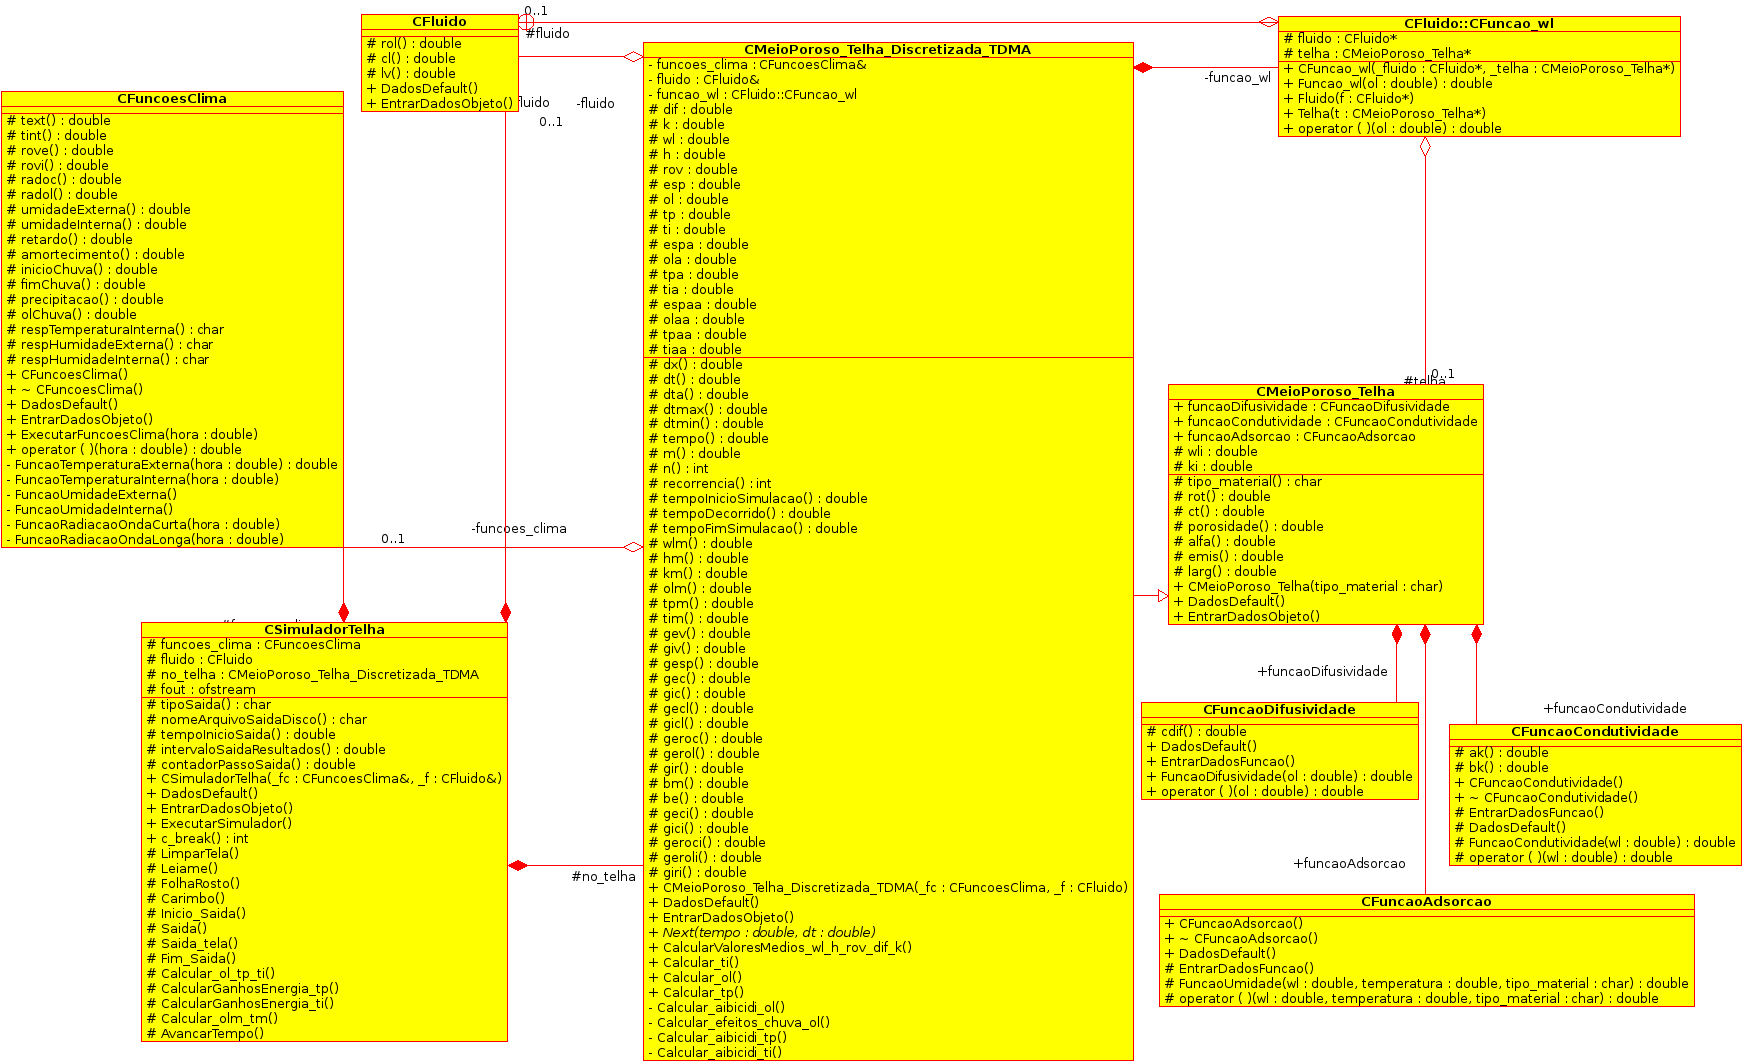 CFluido
# rol() : double
# cl() : double
# lv() : double
+ DadosDefault()
+ EntrarDadosObjeto()
0..1
#fluido
fluido
-fluido
0..1
CFluido::CFuncao_wl
# fluido : CFluido*
# telha : CMeioPoroso_Telha*
+ CFuncao_wl(_fluido : CFluido*, _telha : CMeioPoroso_Telha*)
+ Funcao_wl(ol : double) : double
+ Fluido(f : CFluido*)
+ Telha(t : CMeioPoroso_Telha*)
+ operator ( )(ol : double) : double
-funcao_wl
CFuncoesClima
# text() : double
# tint() : double
# rove() : double
# rovi() : double
# radoc() : double
# radol() : double
# umidadeExterna() : double
# umidadeInterna() : double
# retardo() : double
# amortecimento() : double
# inicioChuva() : double
# fimChuva() : double
# precipitacao() : double
# olChuva() : double
# respTemperaturaInterna() : char
# respHumidadeExterna() : char
# respHumidadeInterna() : char
+ CFuncoesClima()
+ ~ CFuncoesClima()
+ DadosDefault()
+ EntrarDadosObjeto()
+ ExecutarFuncoesClima(hora : double)
+ operator ( )(hora : double) : double
- FuncaoTemperaturaExterna(hora : double) : double
- FuncaoTemperaturaInterna(hora : double)
- FuncaoUmidadeExterna()
- FuncaoUmidadeInterna()
- FuncaoRadiacaoOndaCurta(hora : double)
- FuncaoRadiacaoOndaLonga(hora : double)
0..1
-funcoes_clima
CMeioPoroso_Telha_Discretizada_TDMA
- funcoes_clima : CFuncoesClima&
- fluido : CFluido&
- funcao_wl : CFluido::CFuncao_wl
# dif : double
# k : double
# wl : double
# h : double
# rov : double
# esp : double
# ol : double
# tp : double
# ti : double
# espa : double
# ola : double
# tpa : double
# tia : double
# espaa : double
# olaa : double
# tpaa : double
# tiaa : double
# dx() : double
# dt() : double
# dta() : double
# dtmax() : double
# dtmin() : double
# tempo() : double
# m() : double
# n() : int
# recorrencia() : int
# tempoInicioSimulacao() : double
# tempoDecorrido() : double
# tempoFimSimulacao() : double
# wlm() : double
# hm() : double
# km() : double
# olm() : double
# tpm() : double
# tim() : double
# gev() : double
# giv() : double
# gesp() : double
# gec() : double
# gic() : double
# gecl() : double
# gicl() : double
# geroc() : double
# gerol() : double
# gir() : double
# bm() : double
# be() : double
# geci() : double
# gici() : double
# geroci() : double
# geroli() : double
# giri() : double
+ CMeioPoroso_Telha_Discretizada_TDMA(_fc : CFuncoesClima, _f : CFluido)
+ DadosDefault()
+ EntrarDadosObjeto()
+ Next(tempo : double, dt : double)
+ CalcularValoresMedios_wl_h_rov_dif_k()
+ Calcular_ti()
+ Calcular_ol()
+ Calcular_tp()
- Calcular_aibicidi_ol()
- Calcular_efeitos_chuva_ol()
- Calcular_aibicidi_tp()
- Calcular_aibicidi_ti()
0..1
#telha
CMeioPoroso_Telha
+ funcaoDifusividade : CFuncaoDifusividade
+ funcaoCondutividade : CFuncaoCondutividade
+ funcaoAdsorcao : CFuncaoAdsorcao
# wli : double
# ki : double
# tipo_material() : char
# rot() : double
# ct() : double
# porosidade() : double
# alfa() : double
# emis() : double
# larg() : double
+ CMeioPoroso_Telha(tipo_material : char)
+ DadosDefault()
+ EntrarDadosObjeto()
CSimuladorTelha
# funcoes_clima : CFuncoesClima
# fluido : CFluido
# no_telha : CMeioPoroso_Telha_Discretizada_TDMA
# fout : ofstream
# tipoSaida() : char
# nomeArquivoSaidaDisco() : char
# tempoInicioSaida() : double
# intervaloSaidaResultados() : double
# contadorPassoSaida() : double
+ CSimuladorTelha(_fc : CFuncoesClima&, _f : CFluido&)
+ DadosDefault()
+ EntrarDadosObjeto()
+ ExecutarSimulador()
+ c_break() : int
# LimparTela()
# Leiame()
# FolhaRosto()
# Carimbo()
# Inicio_Saida()
# Saida()
# Saida_tela()
# Fim_Saida()
# Calcular_ol_tp_ti()
# CalcularGanhosEnergia_tp()
# CalcularGanhosEnergia_ti()
# Calcular_olm_tm()
# AvancarTempo()
#no_telha
+funcaoDifusividade
CFuncaoDifusividade
# cdif() : double
+ DadosDefault()
+ EntrarDadosFuncao()
+ FuncaoDifusividade(ol : double) : double
+ operator ( )(ol : double) : double
+funcaoCondutividade
CFuncaoCondutividade
# ak() : double
# bk() : double
+ CFuncaoCondutividade()
+ ~ CFuncaoCondutividade()
# EntrarDadosFuncao()
# DadosDefault()
# FuncaoCondutividade(wl : double) : double
# operator ( )(wl : double) : double
+funcaoAdsorcao
CFuncaoAdsorcao
+ CFuncaoAdsorcao()
+ ~ CFuncaoAdsorcao()
+ DadosDefault()
# EntrarDadosFuncao()
# FuncaoUmidade(wl : double, temperatura : double, tipo_material : char) : double
# operator ( )(wl : double, temperatura : double, tipo_material : char) : double